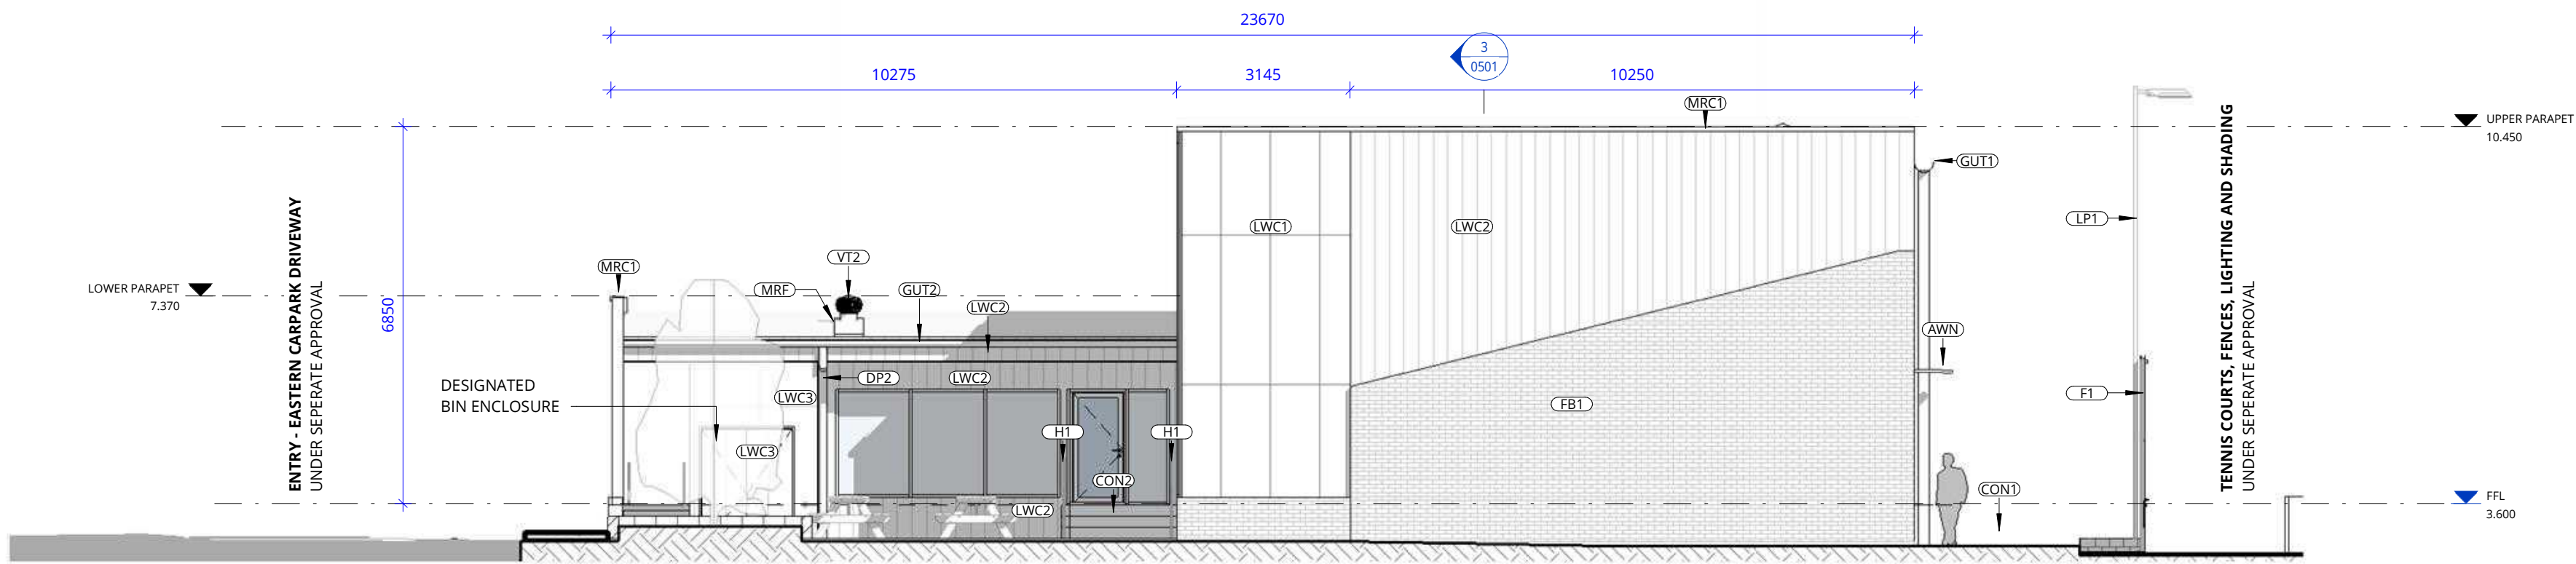 23670
3
0501
10275
3145
10250
MRC1
UPPER PARAPET
10.450
GUT1
LP1
LWC1
LWC2
VT2
MRC1
MRF
GUT2
LWC2
LOWER PARAPET
7.370
6850
AWN
DP2
LWC2
LWC3
DESIGNATED
BIN ENCLOSURE
FB1
F1
H1
H1
LWC3
CON2
CON1
LWC2
FFL
3.600
ENTRY - EASTERN CARPARK DRIVEWAY
UNDER SEPERATE APPROVAL
TENNIS COURTS, FENCES, LIGHTING AND SHADING
UNDER SEPERATE APPROVAL